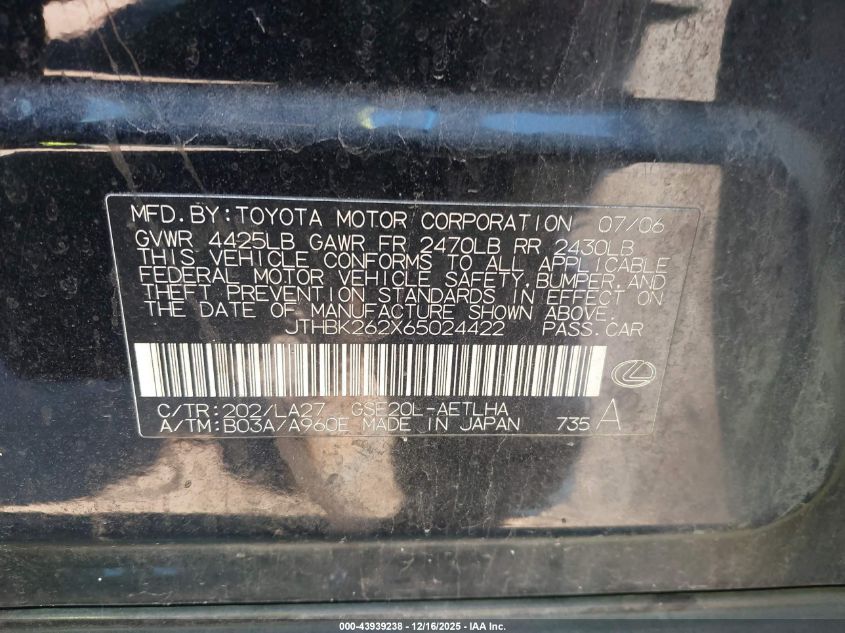 MFD.BY:TOYOTA MOTOR CORPORATION 07/06
GVWR 4425LB GAWR FR 2470LB RR 2430LB
THIS VEHICLE CONFORMS TO ALL APPLICABLE
FEDERAL MOTOR VEHICLE SAFETY,BUMPER,AND
THEFT PREVENTION STANDARDS IN EFFECT ON
THE DATE OF MANUFACTURE SHOWN ABOVE.
JTHBK262X65024422 PASS.CAR
C/TR:202/LA27 GSE20L-AETLHA
A/TM:B03A/A960E MADE IN JAPAN 735 A
000-43939238 - 12/16/2025 - IAA Inc.